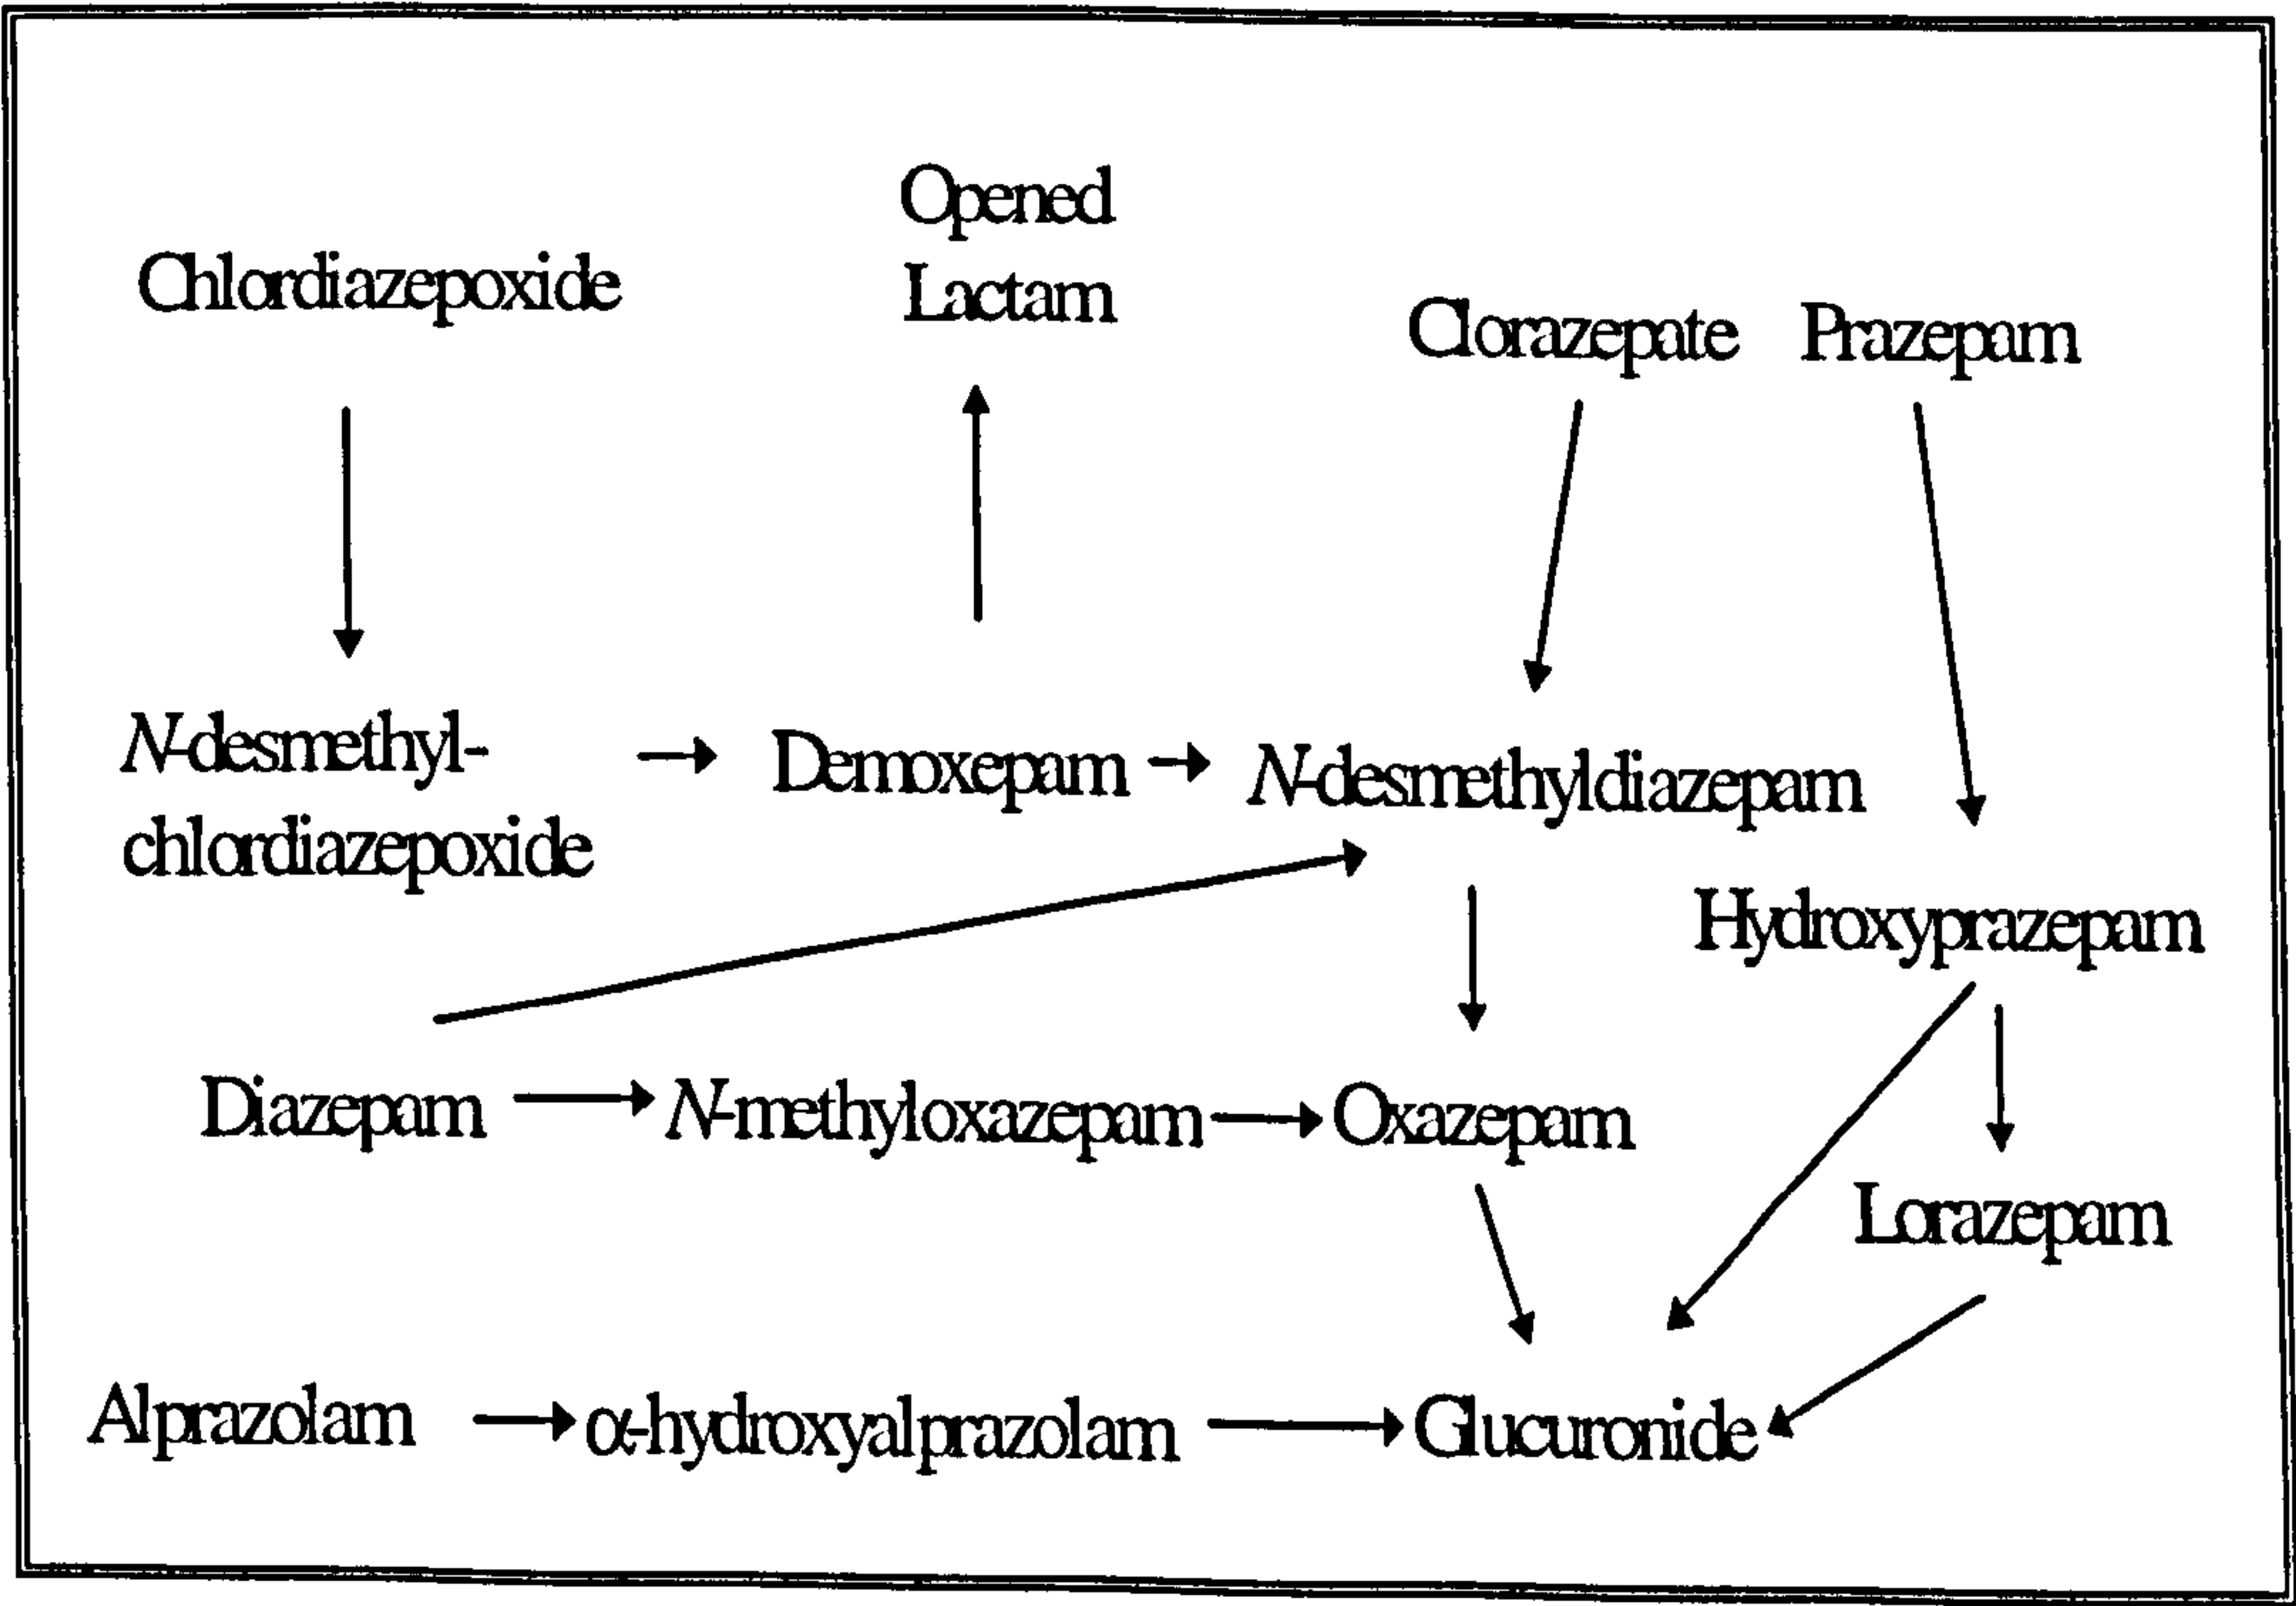 Opened
Lactam
Chlordiazepoxide
Clorazepate
Prazepam
N-desmethyl-
chlordiazepoxide
Demoxepam
N-desmethyldiazepam
Hydroxyprazepam
Diazepam
N-methyloxazepam
Oxazepam
Lorazepam
Alprazolam
α-hydroxyalprazolam
Glucuronide